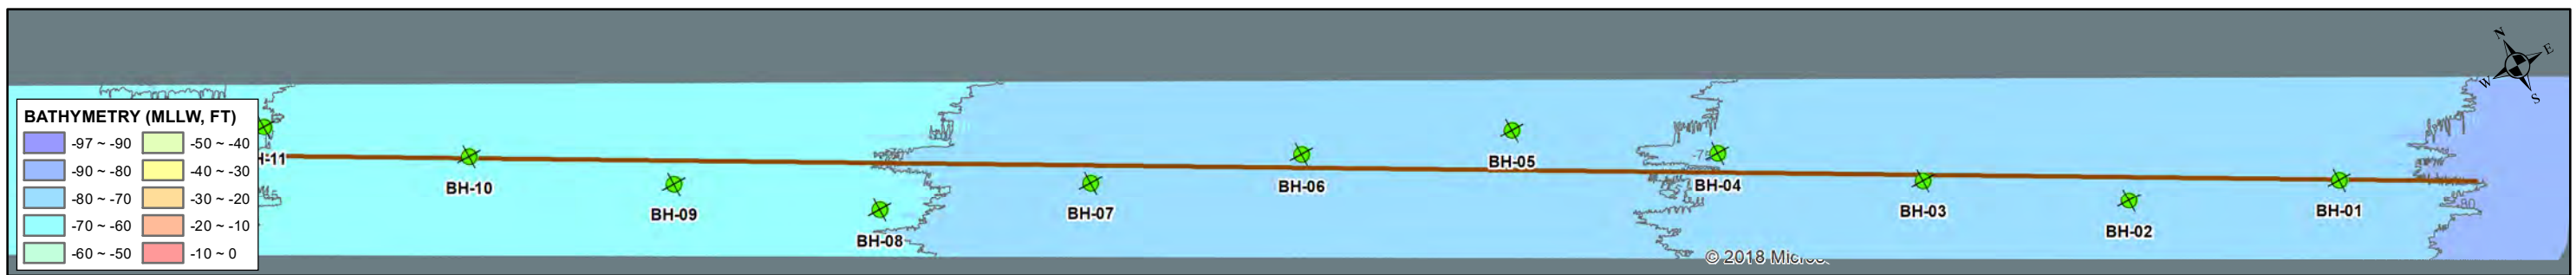 BATHYMETRY (MLLW, FT)
-97 ~ -90
-50 ~ -40
-90 ~ -80
-40 ~ -30
-80 ~ -70
-30 ~ -20
-70 ~ -60
-20 ~ -10
-60 ~ -50
-10 ~ 0
H-11
BH-10
BH-09
BH-08
BH-07
BH-06
BH-05
BH-04
BH-03
BH-02
BH-01
N
E
W
S
© 2018